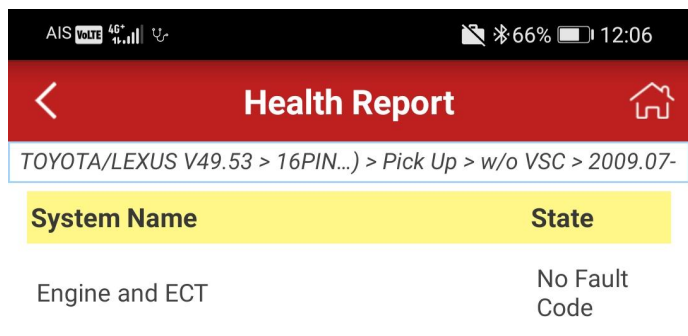 AIS VoLTE 4G+ 66% 12:06
Health Report
TOYOTA/LEXUS V49.53 > 16PIN...) > Pick Up > w/o VSC > 2009.07-
System Name State
Engine and ECT No Fault
Code